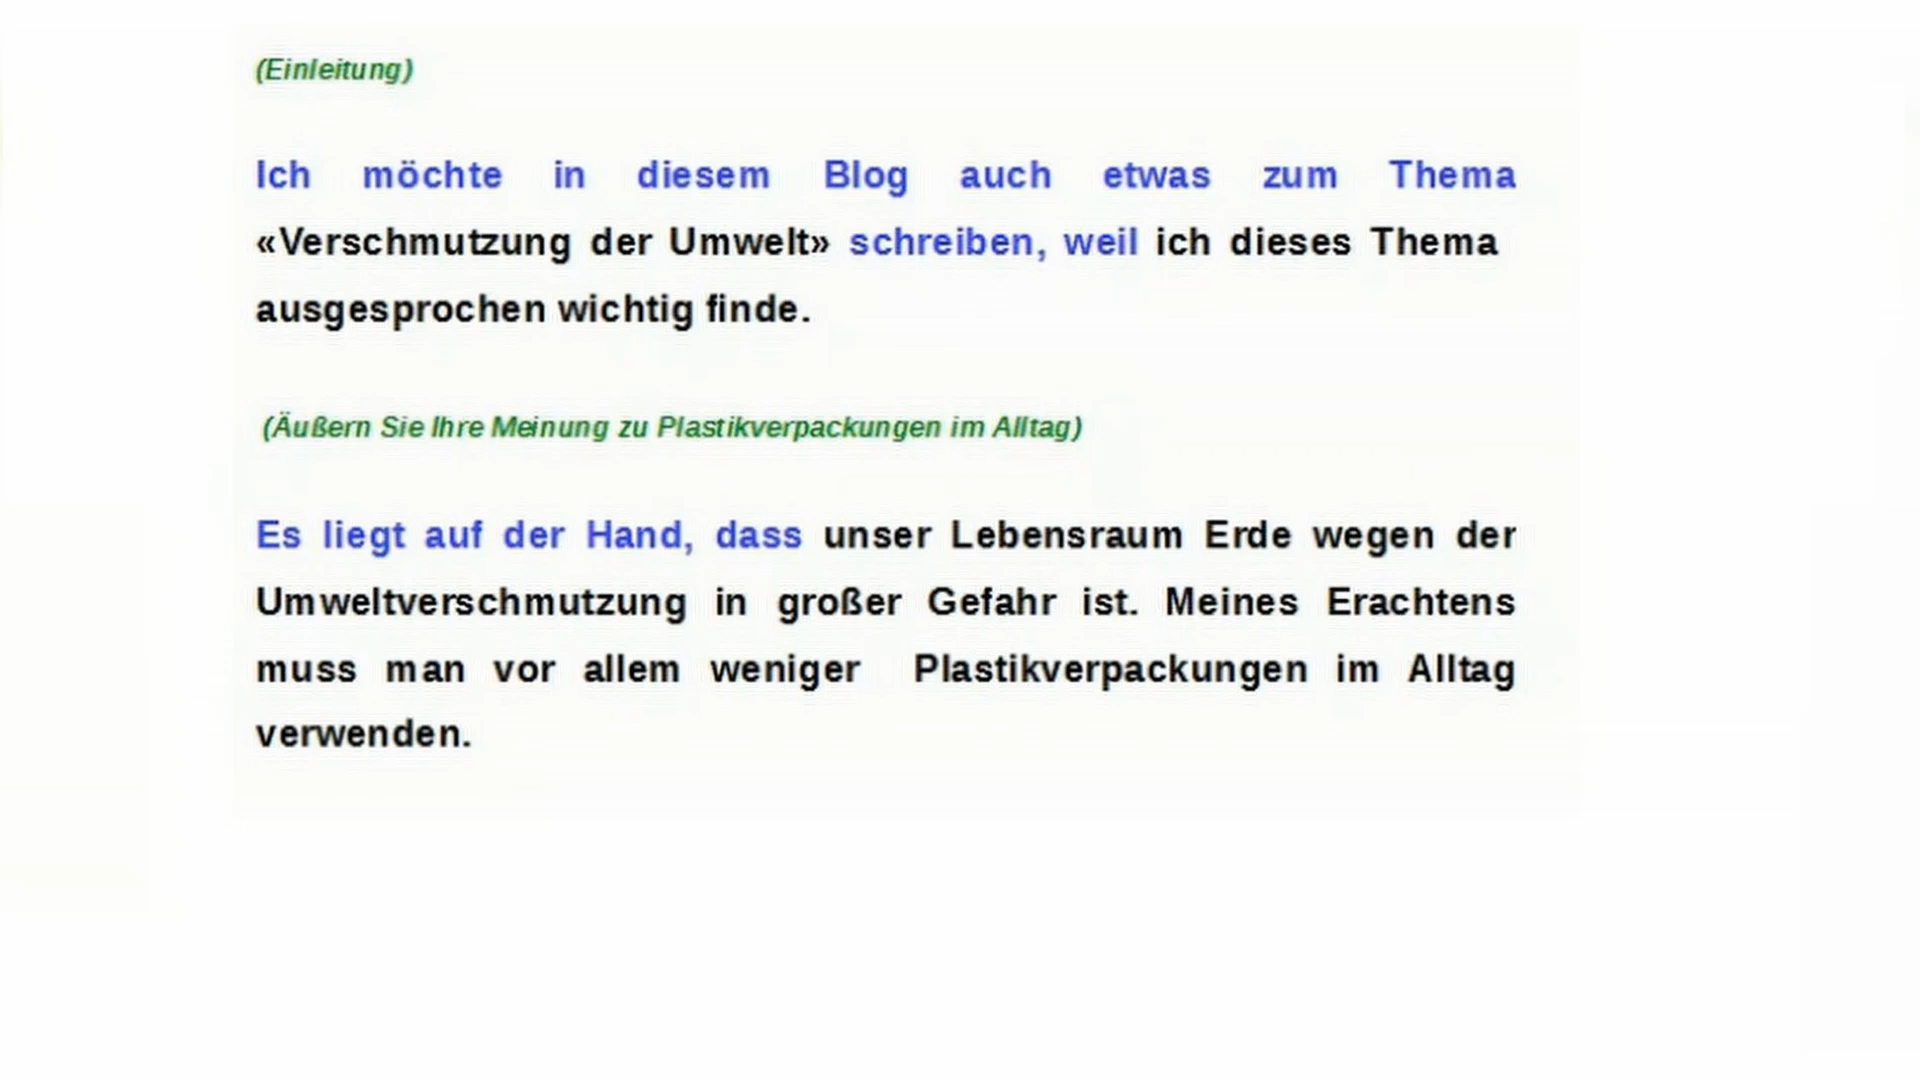 (Einleitung)
Ich möchte in diesem Blog auch etwas zum Thema
«Verschmutzung der Umwelt» schreiben, weil ich dieses Thema
ausgesprochen wichtig finde.
(Äußern Sie Ihre Meinung zu Plastikverpackungen im Alltag)
Es liegt auf der Hand, dass unser Lebensraum Erde wegen der
Umweltverschmutzung in großer Gefahr ist. Meines Erachtens
muss man vor allem weniger Plastikverpackungen im Alltag
verwenden.